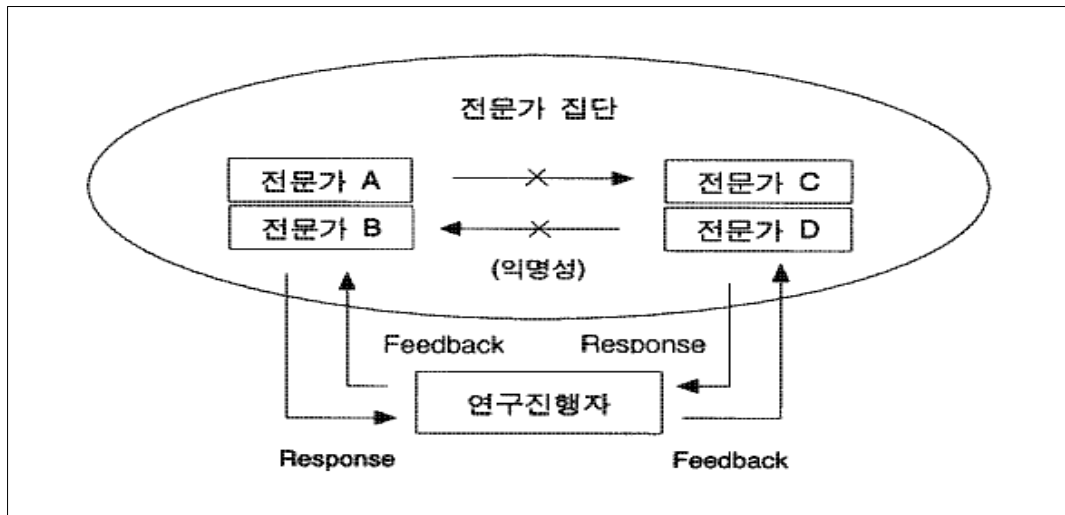 전문가 집단
전문가 A
전문가 C
전문가 B
전문가 D
(익명성)
Feedback
Response
연구진행자
Response
Feedback